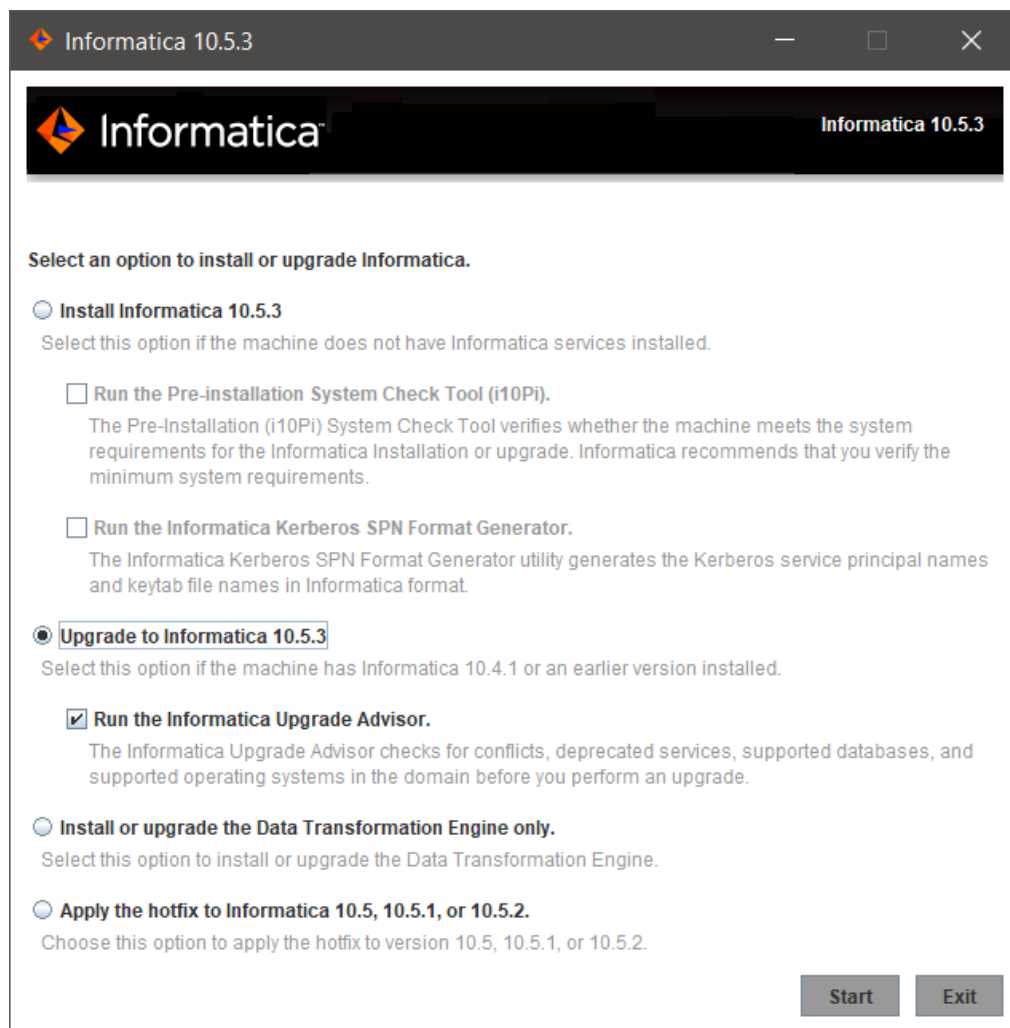 Informatica 10.5.3
Informatica
Informatica 10.5.3
Select an option to install or upgrade Informatica.
Install Informatica 10.5.3
Select this option if the machine does not have Informatica services installed.
Run the Pre-installation System Check Tool (i10Pi).
The Pre-Installation (i10Pi) System Check Tool verifies whether the machine meets the system
requirements for the Informatica Installation or upgrade. Informatica recommends that you verify the
minimum system requirements.
Run the Informatica Kerberos SPN Format Generator.
The Informatica Kerberos SPN Format Generator utility generates the Kerberos service principal names
and keytab file names in Informatica format.
Upgrade to Informatica 10.5.3
Select this option if the machine has Informatica 10.4.1 or an earlier version installed.
Run the Informatica Upgrade Advisor.
The Informatica Upgrade Advisor checks for conflicts, deprecated services, supported databases, and
supported operating systems in the domain before you perform an upgrade.
Install or upgrade the Data Transformation Engine only.
Select this option to install or upgrade the Data Transformation Engine.
Apply the hotfix to Informatica 10.5, 10.5.1, or 10.5.2.
Choose this option to apply the hotfix to version 10.5, 10.5.1, or 10.5.2.
Start Exit